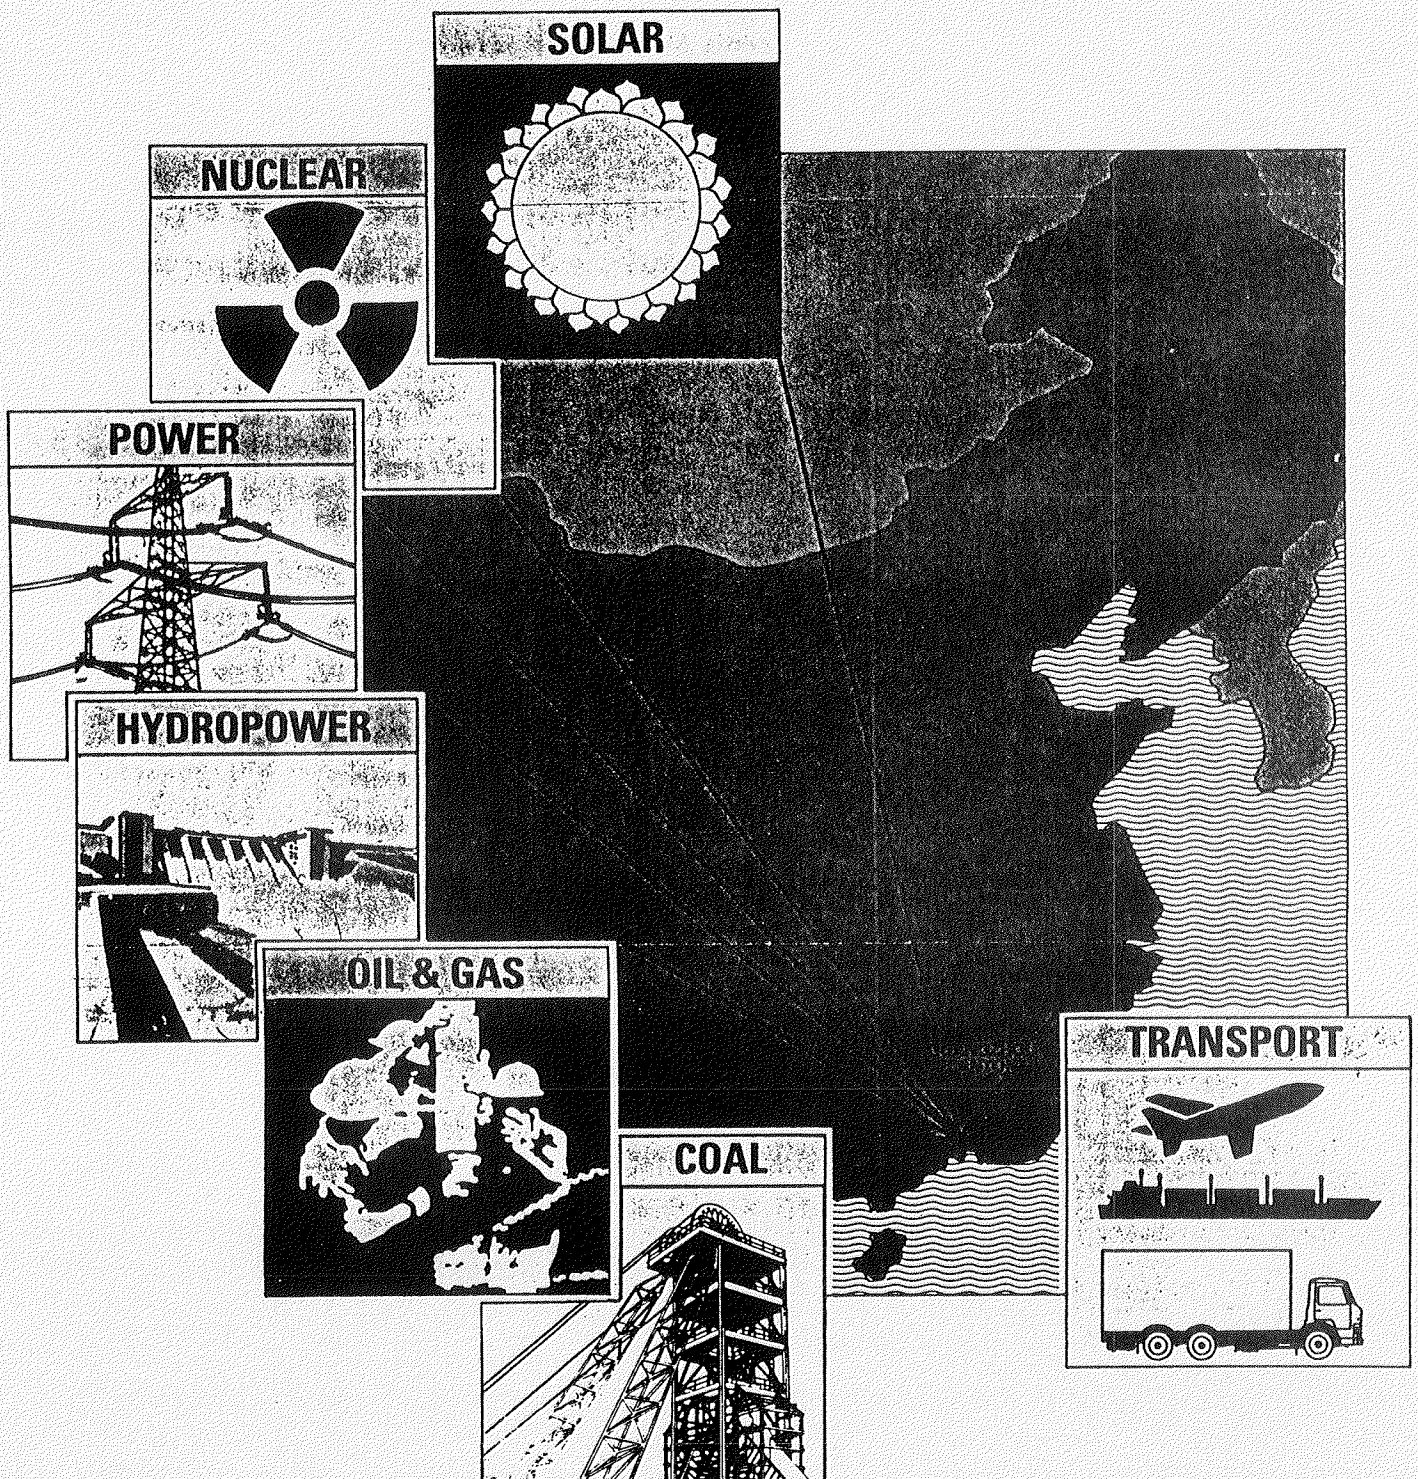 SOLAR
NUCLEAR
POWER
HYDROPOWER
OIL & GAS
TRANSPORT
COAL